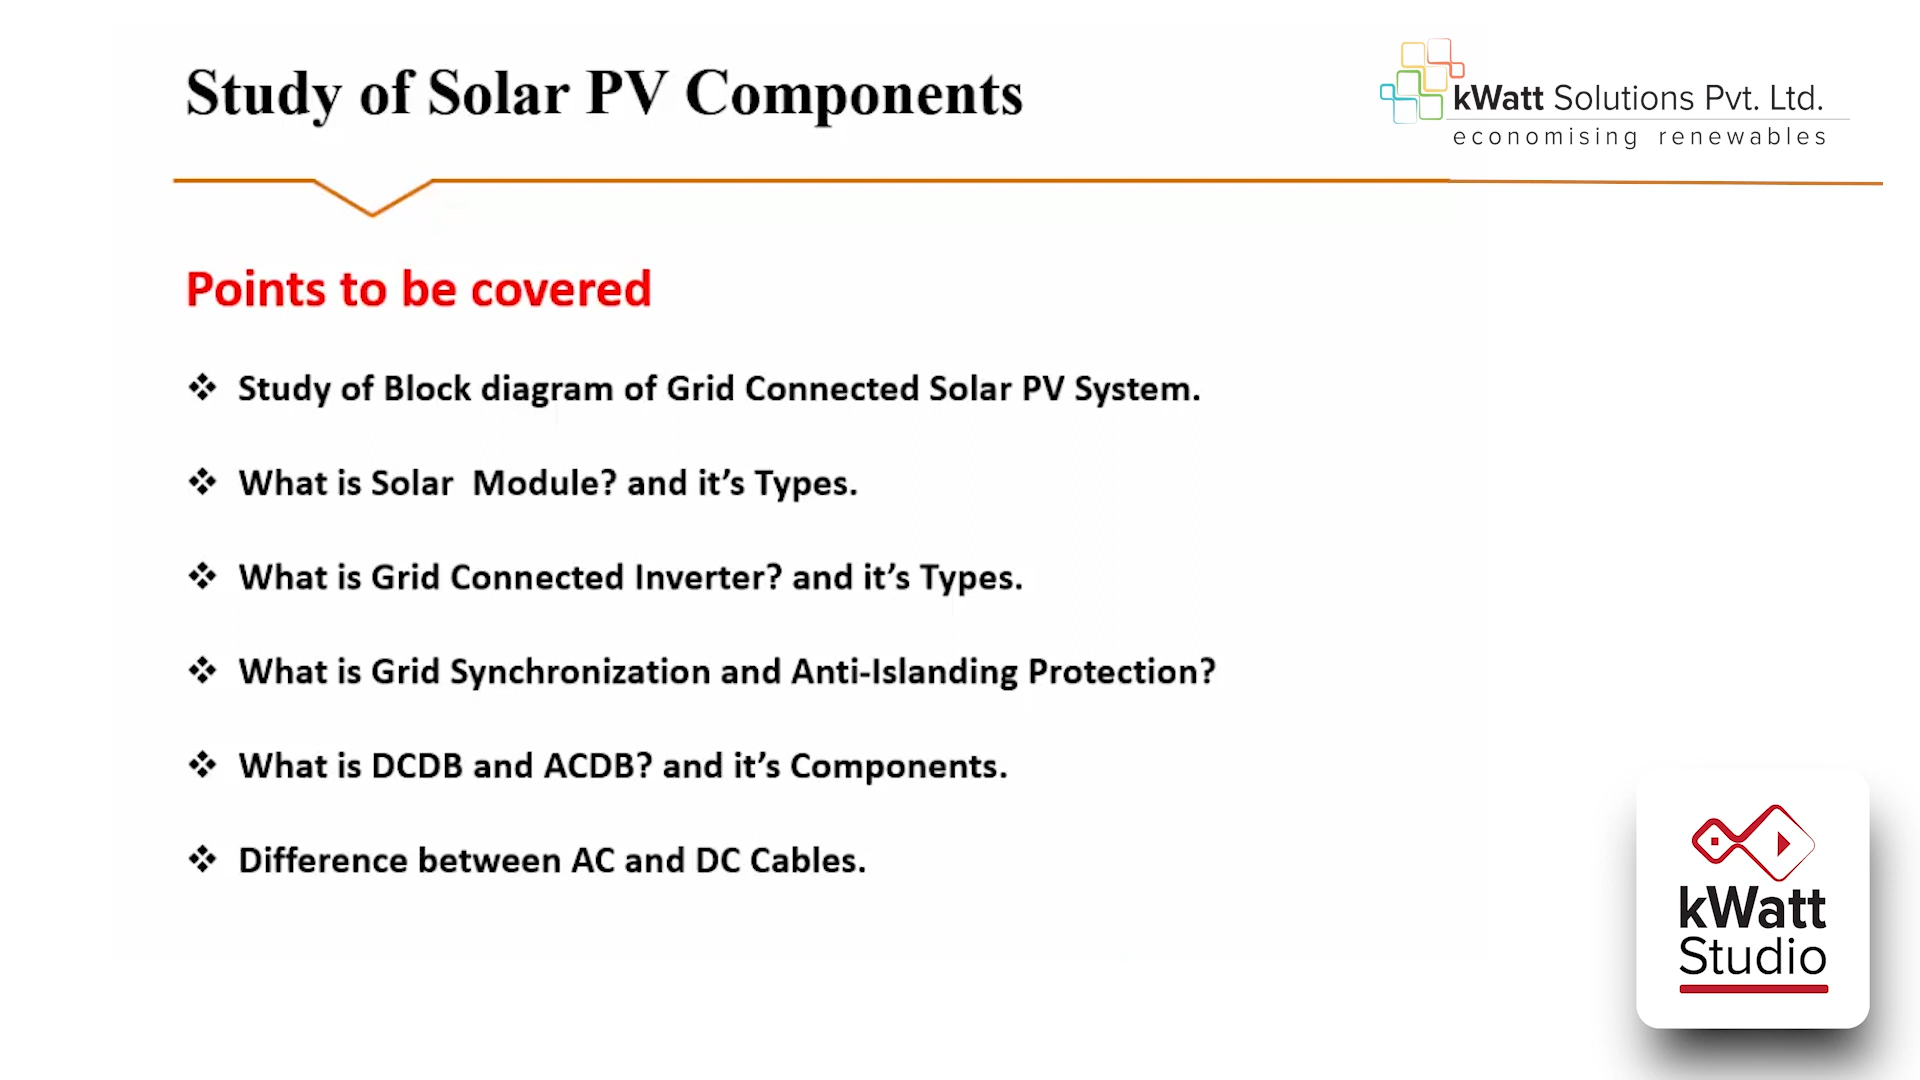 Study of Solar PV Components
kWatt Solutions Pvt. Ltd.
economising renewables
Points to be covered
❖ Study of Block diagram of Grid Connected Solar PV System.
❖ What is Solar  Module? and it’s Types.
❖ What is Grid Connected Inverter? and it’s Types.
❖ What is Grid Synchronization and Anti-Islanding Protection?
❖ What is DCDB and ACDB? and it’s Components.
❖ Difference between AC and DC Cables.
kWatt
Studio